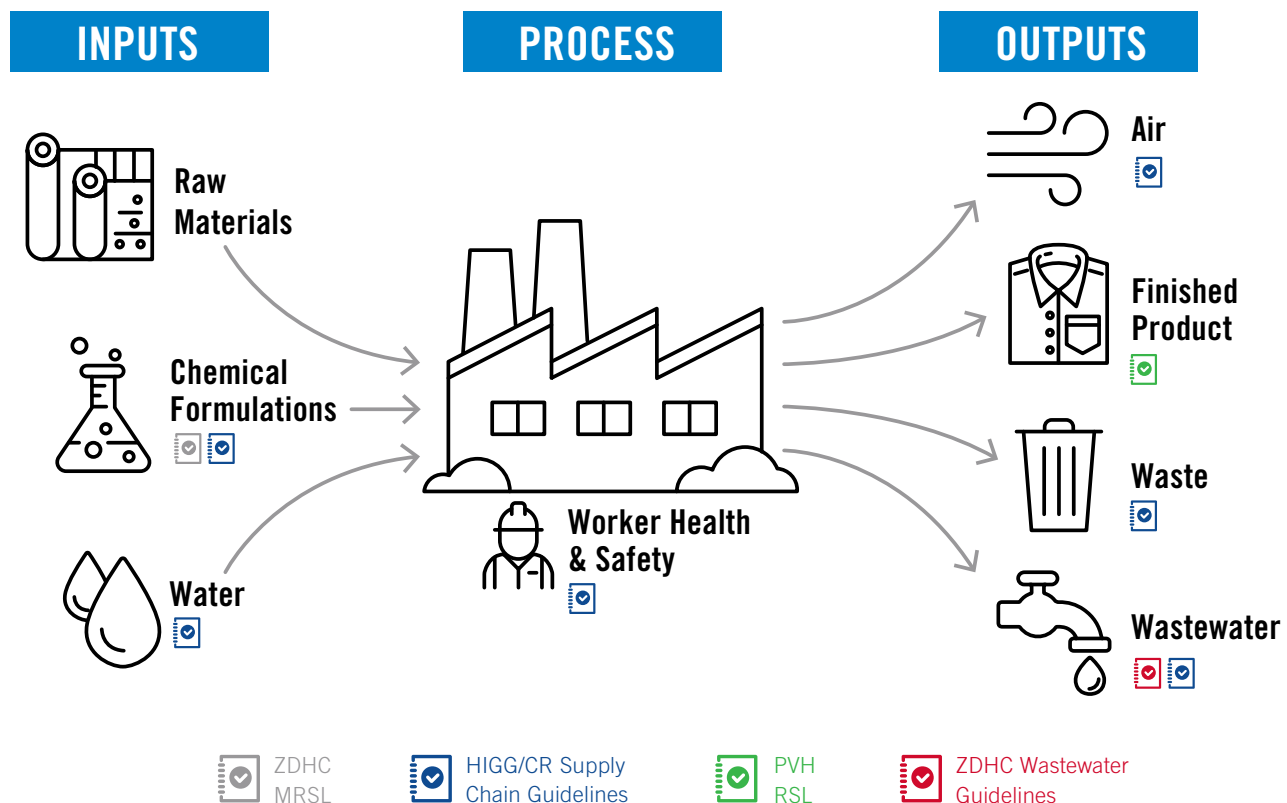 INPUTS
PROCESS
OUTPUTS
Raw
Materials
Chemical
Formulations
Water
Worker Health
& Safety
Air
Finished
Product
Waste
Wastewater
ZDHC
MRSL
HIGG/CR Supply
Chain Guidelines
PVH
RSL
ZDHC Wastewater
Guidelines